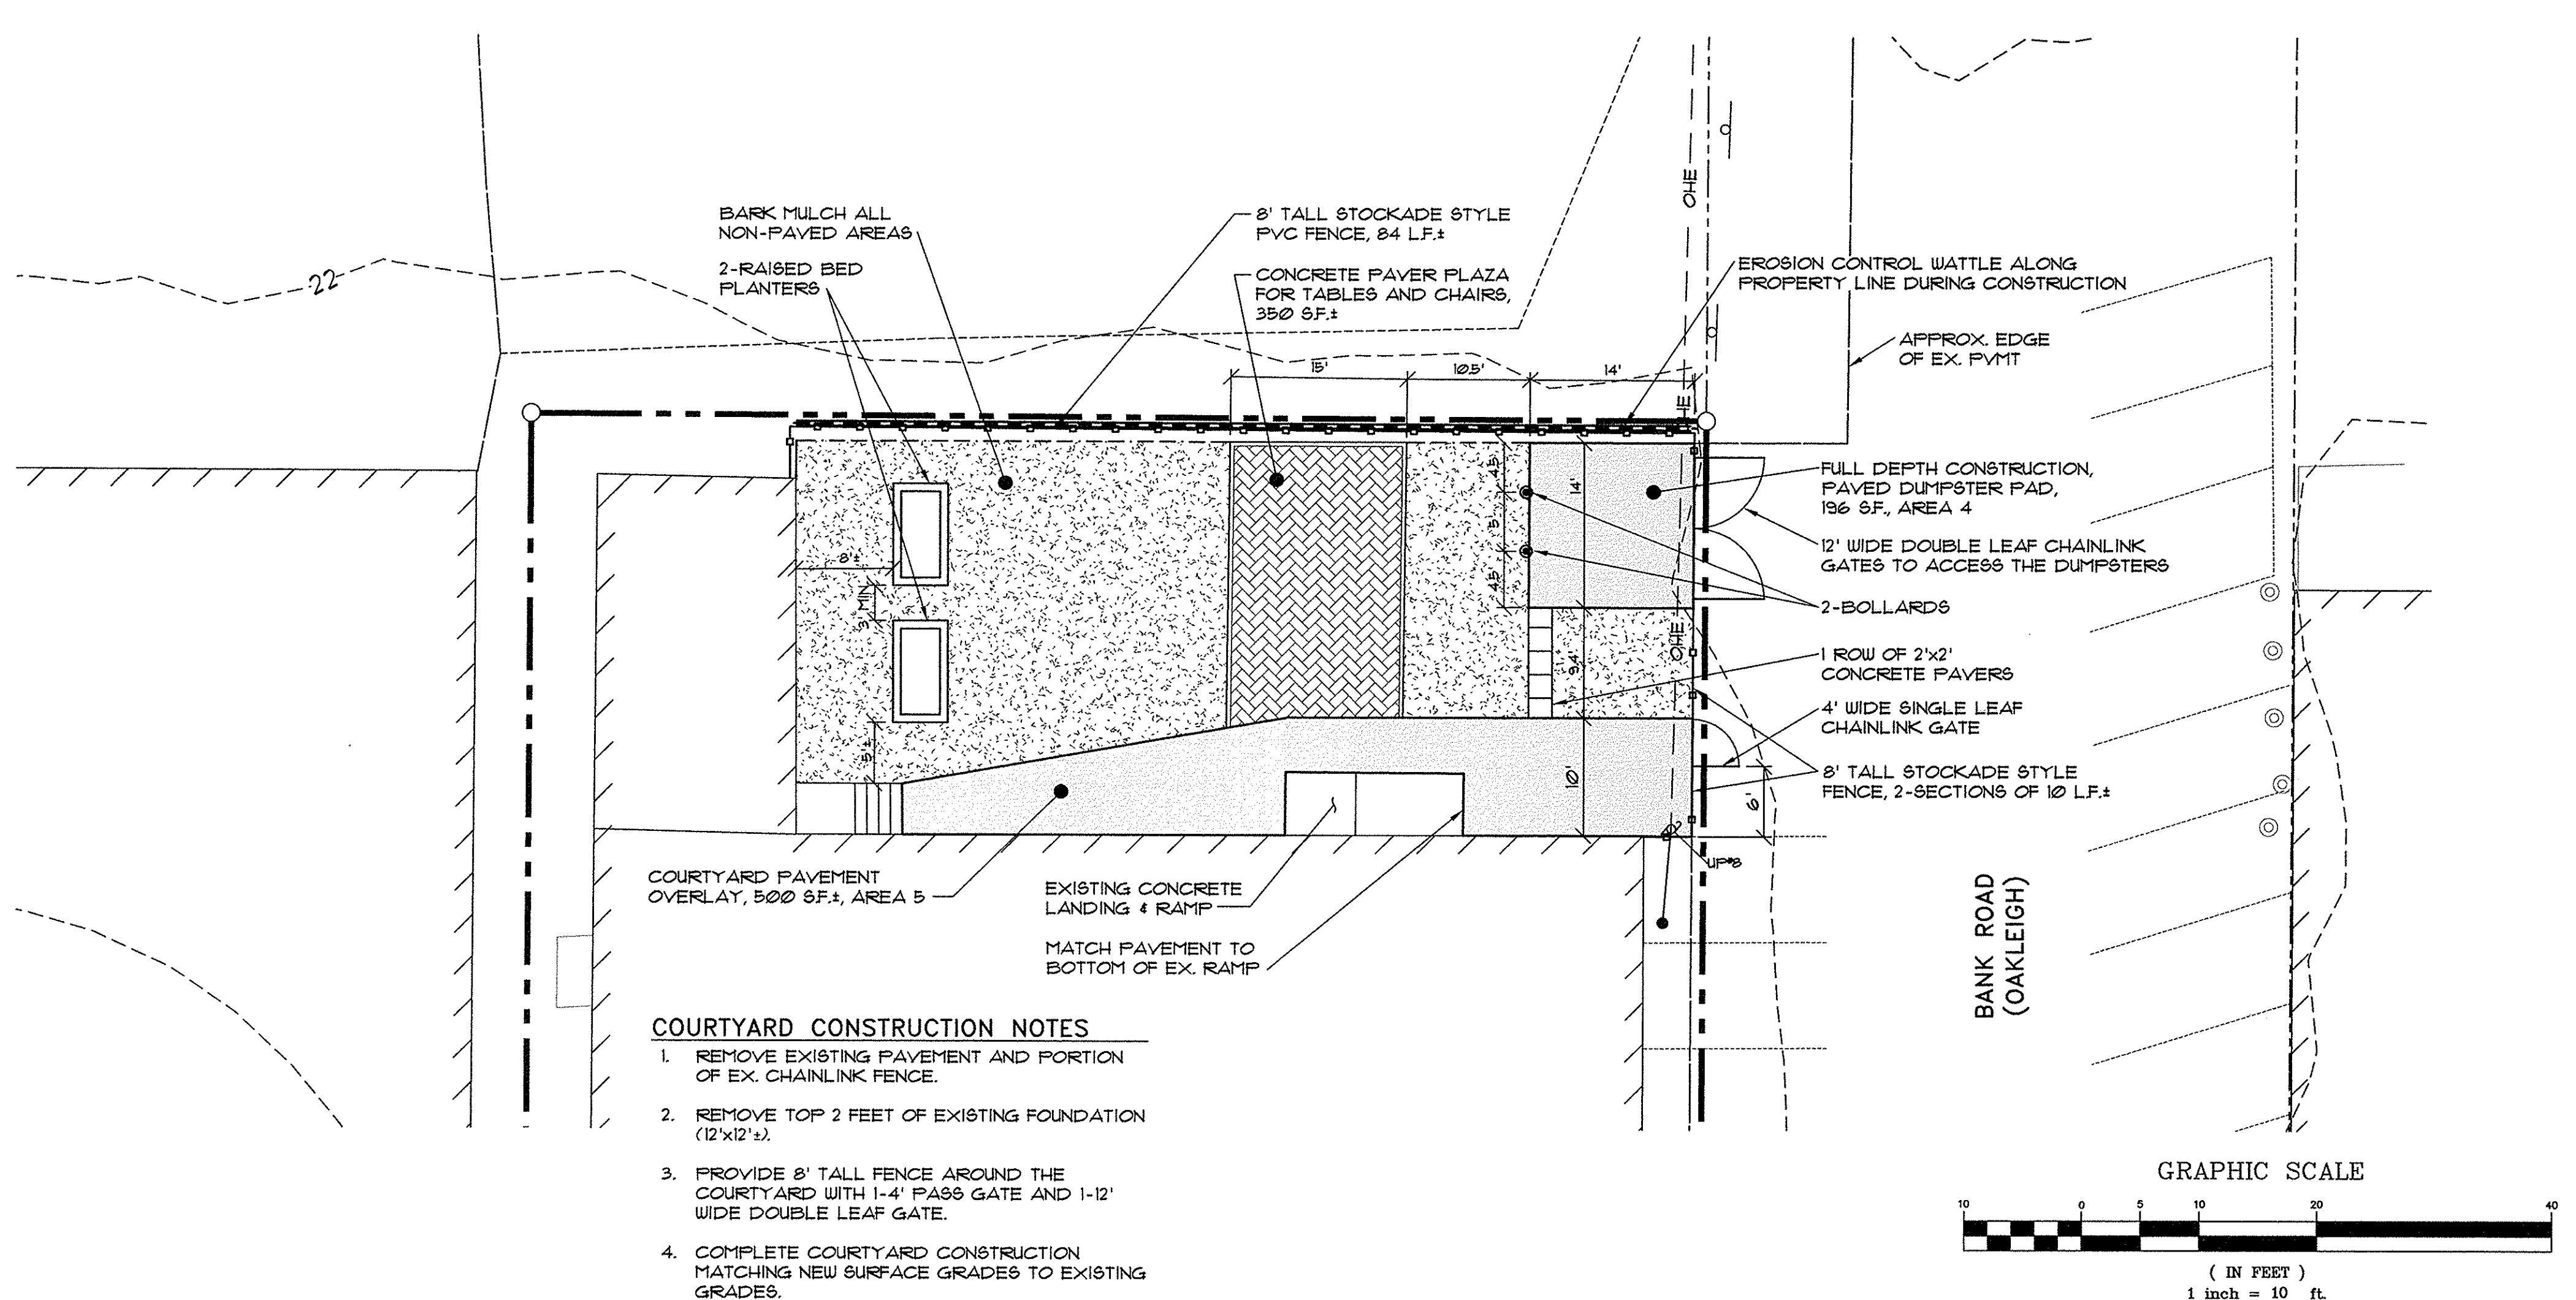 22
BARK MULCH ALL
NON-PAVED AREAS
2-RAISED BED
PLANTERS
8' TALL STOCKADE STYLE
PVC FENCE, 84 L.F.±
CONCRETE PAVER PLAZA
FOR TABLES AND CHAIRS,
350 S.F.±
OHE
EROSION CONTROL WATTLE ALONG
PROPERTY LINE DURING CONSTRUCTION
APPROX. EDGE
OF EX. PVMT
15'
10.5'
14'
OHE
FULL DEPTH CONSTRUCTION,
PAVED DUMPSTER PAD,
196 S.F., AREA 4
12' WIDE DOUBLE LEAF CHAINLINK
GATES TO ACCESS THE DUMPSTERS
2-BOLLARDS
1 ROW OF 2'x2'
CONCRETE PAVERS
4' WIDE SINGLE LEAF
CHAINLINK GATE
8' TALL STOCKADE STYLE
FENCE, 2-SECTIONS OF 10 L.F.±
4.5'
5'
4.5'
14'
8'±
3' MIN
5'±
9.4'
OHE
10'
6'
UP#8
COURTYARD PAVEMENT
OVERLAY, 500 S.F.±, AREA 5
EXISTING CONCRETE
LANDING & RAMP
MATCH PAVEMENT TO
BOTTOM OF EX. RAMP
BANK ROAD
(OAKLEIGH)
COURTYARD CONSTRUCTION NOTES
1. REMOVE EXISTING PAVEMENT AND PORTION
OF EX. CHAINLINK FENCE.
2. REMOVE TOP 2 FEET OF EXISTING FOUNDATION
(12'x12'±).
3. PROVIDE 8' TALL FENCE AROUND THE
COURTYARD WITH 1-4' PASS GATE AND 1-12'
WIDE DOUBLE LEAF GATE.
4. COMPLETE COURTYARD CONSTRUCTION
MATCHING NEW SURFACE GRADES TO EXISTING
GRADES.
GRAPHIC SCALE
10 0 5 10 20 40
( IN FEET )
1 inch = 10 ft.